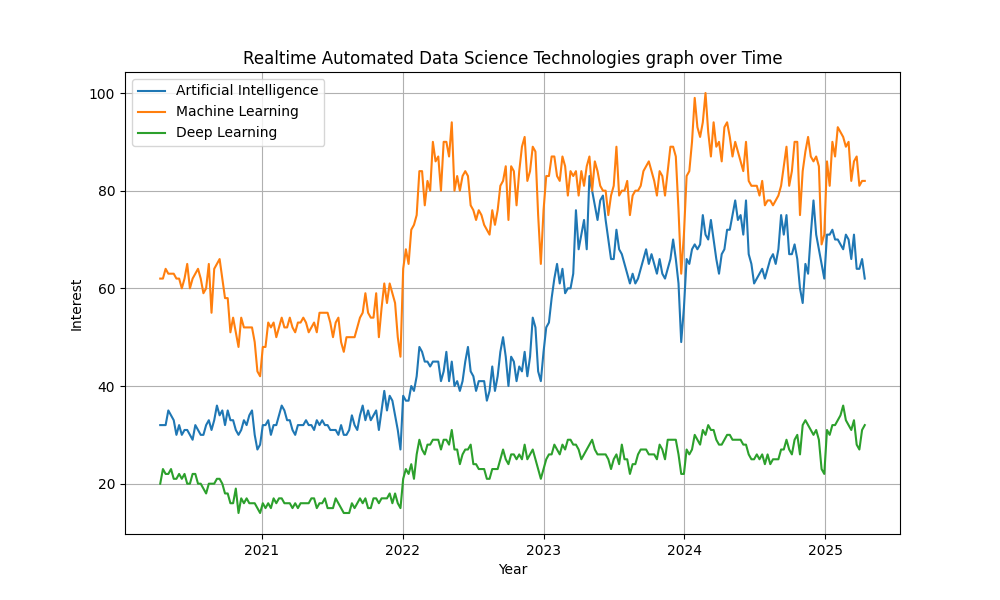 Realtime Automated Data Science Technologies graph over Time
Artificial Intelligence
Machine Learning
Deep Learning
100
80
60
40
20
Interest
2021 2022 2023 2024 2025
Year